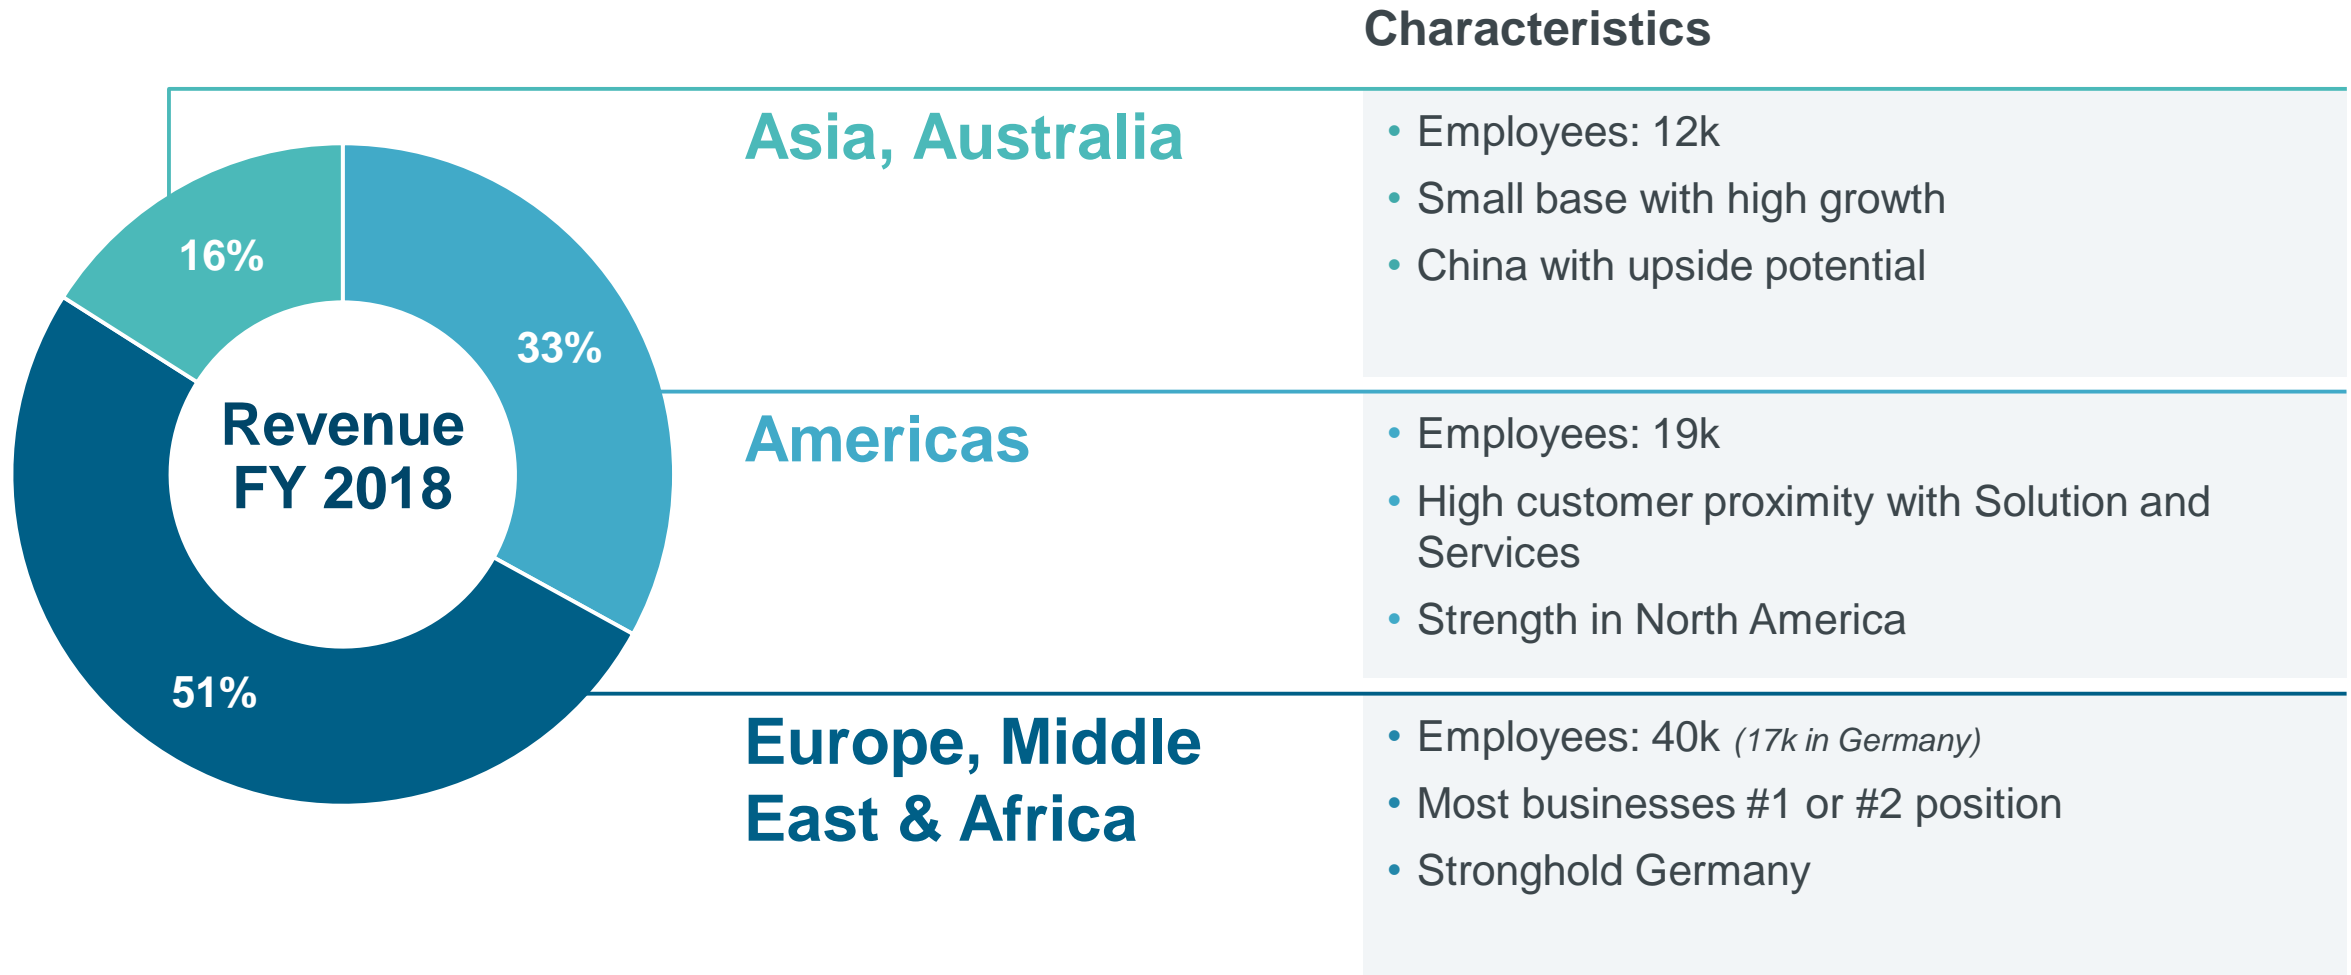 Characteristics
Asia, Australia
• Employees: 12k
• Small base with high growth
• China with upside potential
16%
33%
Revenue
FY 2018
51%
Americas
• Employees: 19k
• High customer proximity with Solution and
Services
• Strength in North America
Europe, Middle
East & Africa
• Employees: 40k (17k in Germany)
• Most businesses #1 or #2 position
• Stronghold Germany